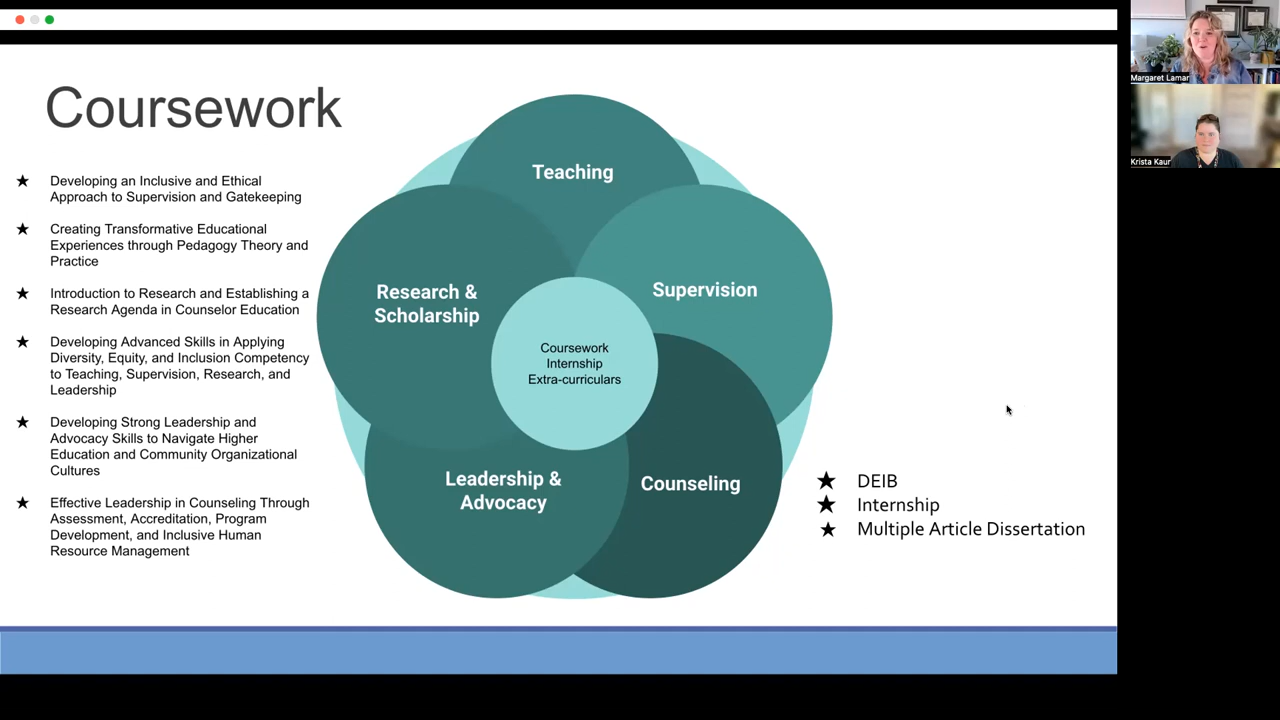 Coursework
Developing an Inclusive and Ethical
Approach to Supervision and Gatekeeping
Creating Transformative Educational
Experiences through Pedagogy Theory and
Practice
Introduction to Research and Establishing a
Research Agenda in Counselor Education
Developing Advanced Skills in Applying
Diversity, Equity, and Inclusion Competency
to Teaching, Supervision, Research, and
Leadership
Developing Strong Leadership and
Advocacy Skills to Navigate Higher
Education and Community Organizational
Cultures
Effective Leadership in Counseling Through
Assessment, Accreditation, Program
Development, and Inclusive Human
Resource Management
Teaching
Supervision
Research &
Scholarship
Coursework
Internship
Extra-curriculars
Leadership &
Advocacy
Counseling
DEIB
Internship
Multiple Article Dissertation
Margaret Lamar
Krista Kaur